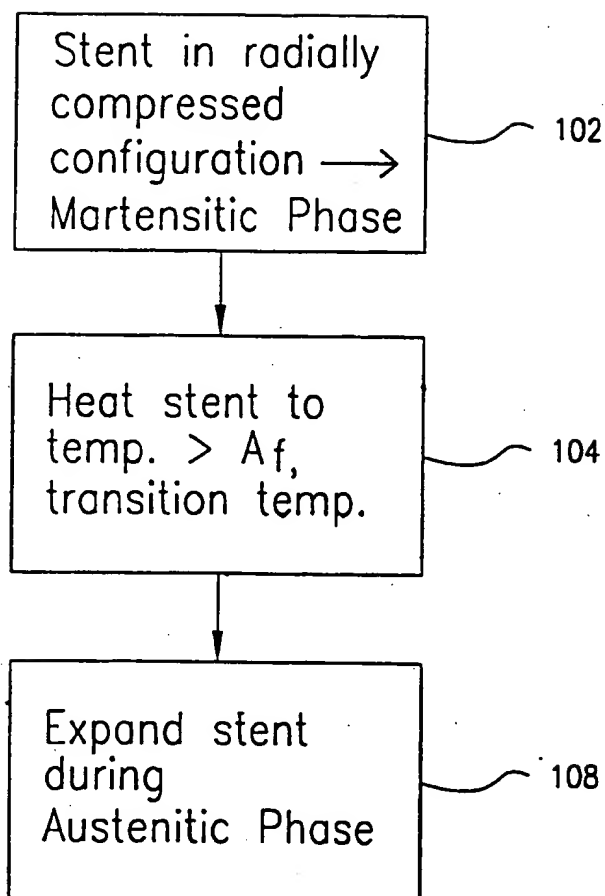 Stent in radially
compressed
configuration →
Martensitic Phase
102
Heat stent to
temp. > Af,
transition temp.
104
Expand stent
during
Austenitic Phase
108